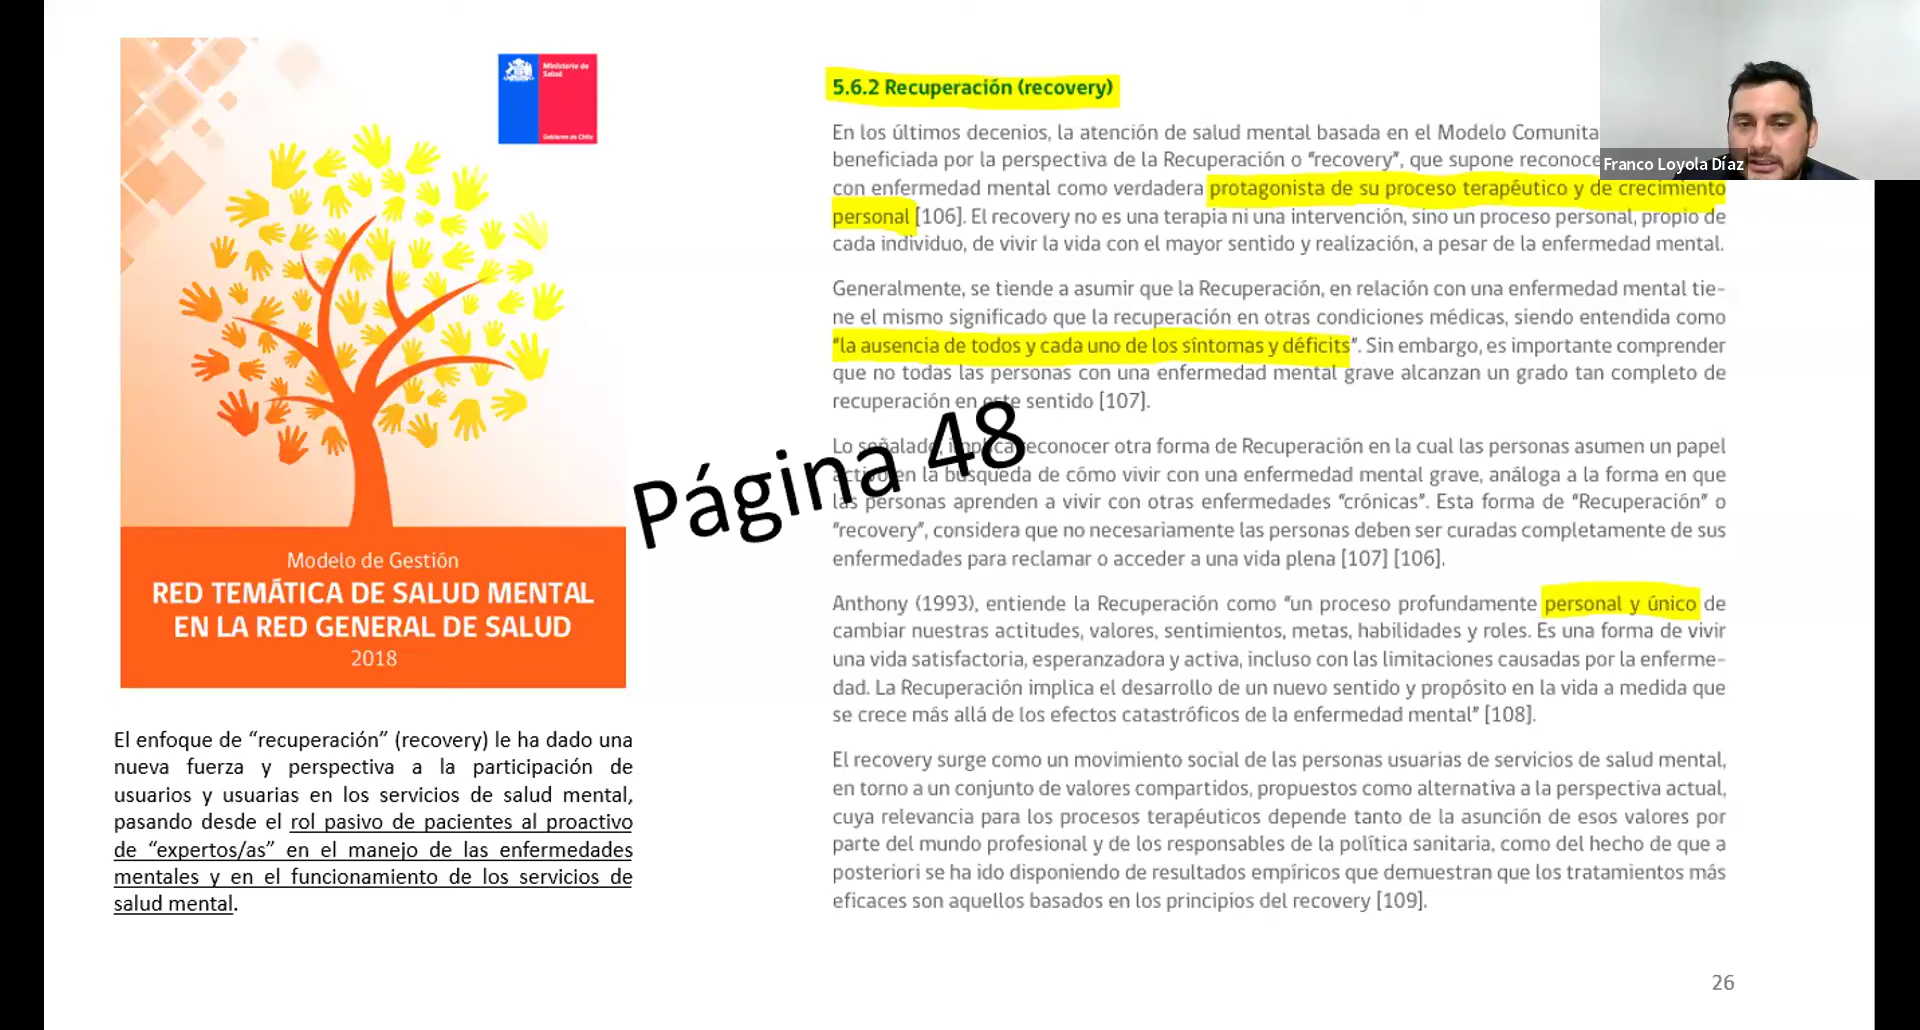 Ministerio de
Salud
Gobierno de Chile
Modelo de Gestión
RED TEMÁTICA DE SALUD MENTAL
EN LA RED GENERAL DE SALUD
2018
El enfoque de “recuperación” (recovery) le ha dado una
nueva fuerza y perspectiva a la participación de
usuarios y usuarias en los servicios de salud mental,
pasando desde el rol pasivo de pacientes al proactivo
de “expertos/as” en el manejo de las enfermedades
mentales y en el funcionamiento de los servicios de
salud mental.
Página 48
5.6.2 Recuperación (recovery)
En los últimos decenios, la atención de salud mental basada en el Modelo Comunita
beneficiada por la perspectiva de la Recuperación o “recovery”, que supone reconoce
con enfermedad mental como verdadera protagonista de su proceso terapéutico y de crecimiento
personal [106]. El recovery no es una terapia ni una intervención, sino un proceso personal, propio de
cada individuo, de vivir la vida con el mayor sentido y realización, a pesar de la enfermedad mental.
Generalmente, se tiende a asumir que la Recuperación, en relación con una enfermedad mental tie-
ne el mismo significado que la recuperación en otras condiciones médicas, siendo entendida como
“la ausencia de todos y cada uno de los síntomas y déficits”. Sin embargo, es importante comprender
que no todas las personas con una enfermedad mental grave alcanzan un grado tan completo de
recuperación en este sentido [107].
Lo señalado, implica reconocer otra forma de Recuperación en la cual las personas asumen un papel
activo en la búsqueda de cómo vivir con una enfermedad mental grave, análoga a la forma en que
las personas aprenden a vivir con otras enfermedades “crónicas”. Esta forma de “Recuperación” o
“recovery”, considera que no necesariamente las personas deben ser curadas completamente de sus
enfermedades para reclamar o acceder a una vida plena [107] [106].
Anthony (1993), entiende la Recuperación como “un proceso profundamente personal y único de
cambiar nuestras actitudes, valores, sentimientos, metas, habilidades y roles. Es una forma de vivir
una vida satisfactoria, esperanzadora y activa, incluso con las limitaciones causadas por la enferme-
dad. La Recuperación implica el desarrollo de un nuevo sentido y propósito en la vida a medida que
se crece más allá de los efectos catastróficos de la enfermedad mental” [108].
El recovery surge como un movimiento social de las personas usuarias de servicios de salud mental,
en torno a un conjunto de valores compartidos, propuestos como alternativa a la perspectiva actual,
cuya relevancia para los procesos terapéuticos depende tanto de la asunción de esos valores por
parte del mundo profesional y de los responsables de la política sanitaria, como del hecho de que a
posteriori se ha ido disponiendo de resultados empíricos que demuestran que los tratamientos más
eficaces son aquellos basados en los principios del recovery [109].
Franco Loyola Díaz
26